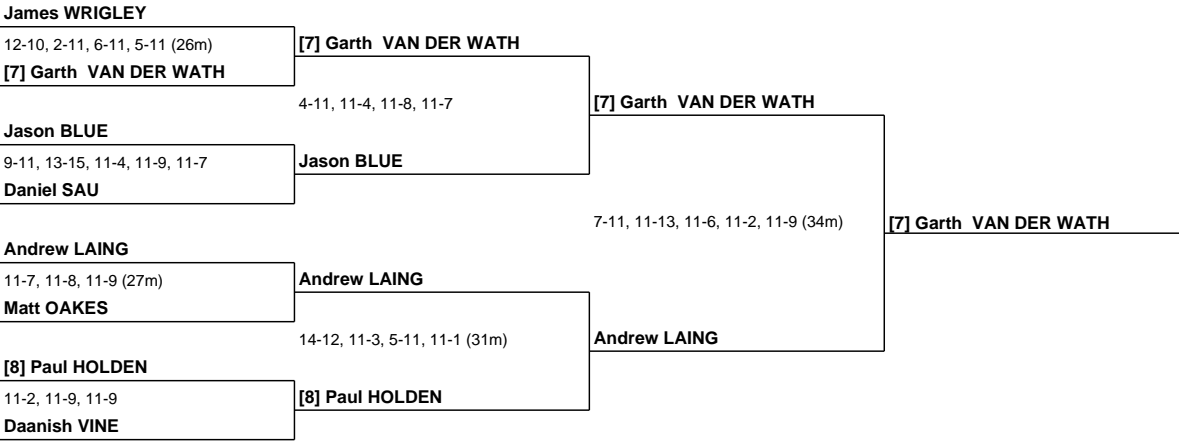 James WRIGLEY
12-10, 2-11, 6-11, 5-11 (26m)
[7] Garth VAN DER WATH
[7] Garth VAN DER WATH
4-11, 11-4, 11-8, 11-7
[7] Garth VAN DER WATH
Jason BLUE
9-11, 13-15, 11-4, 11-9, 11-7
Jason BLUE
Daniel SAU
7-11, 11-13, 11-6, 11-2, 11-9 (34m)
[7] Garth VAN DER WATH
Andrew LAING
11-7, 11-8, 11-9 (27m)
Andrew LAING
Matt OAKES
14-12, 11-3, 5-11, 11-1 (31m)
Andrew LAING
[8] Paul HOLDEN
11-2, 11-9, 11-9
[8] Paul HOLDEN
Daanish VINE